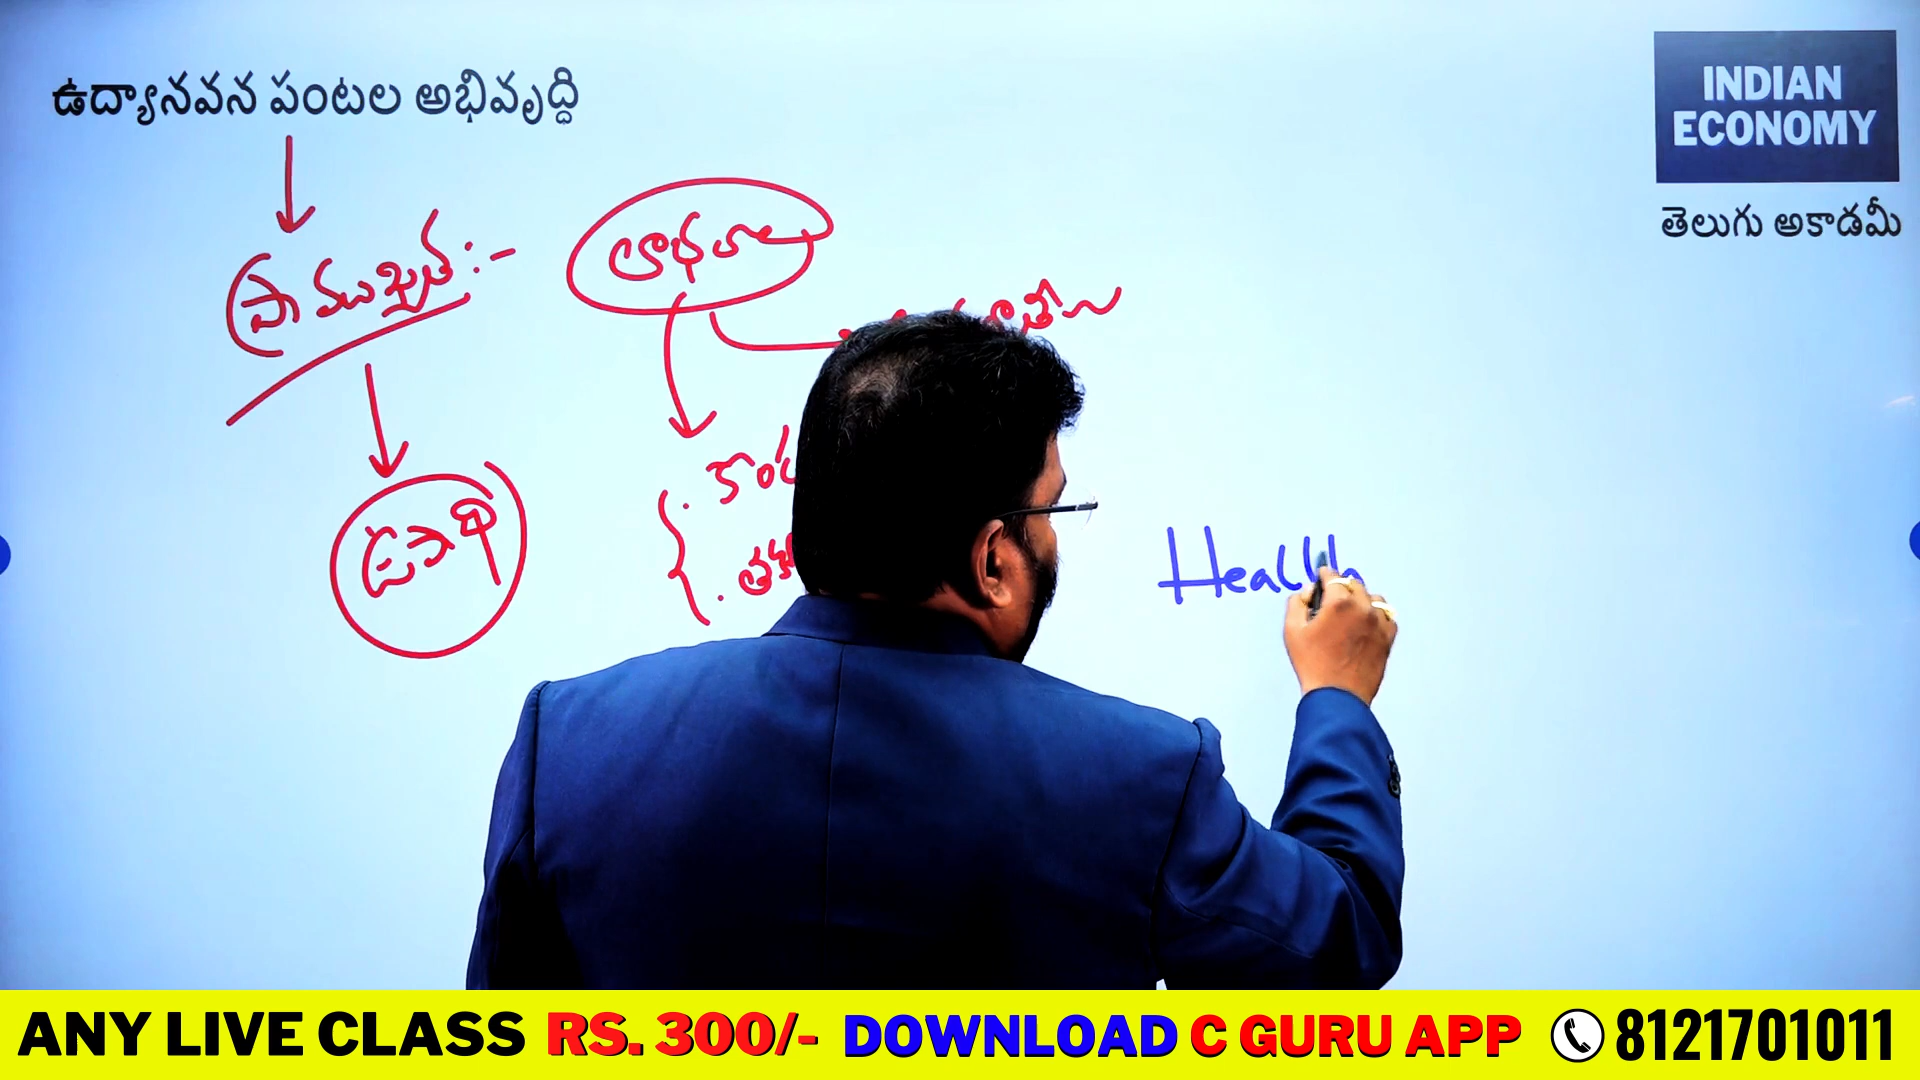 ఉద్యానవన పంటల అభివృద్ధి
INDIAN
ECONOMY
తెలుగు అకాడమీ
ప్రాముఖ్యత :-
లాభాలు
ఉపాధి
Health
ANY LIVE CLASS RS. 300/- DOWNLOAD C GURU APP 8121701011